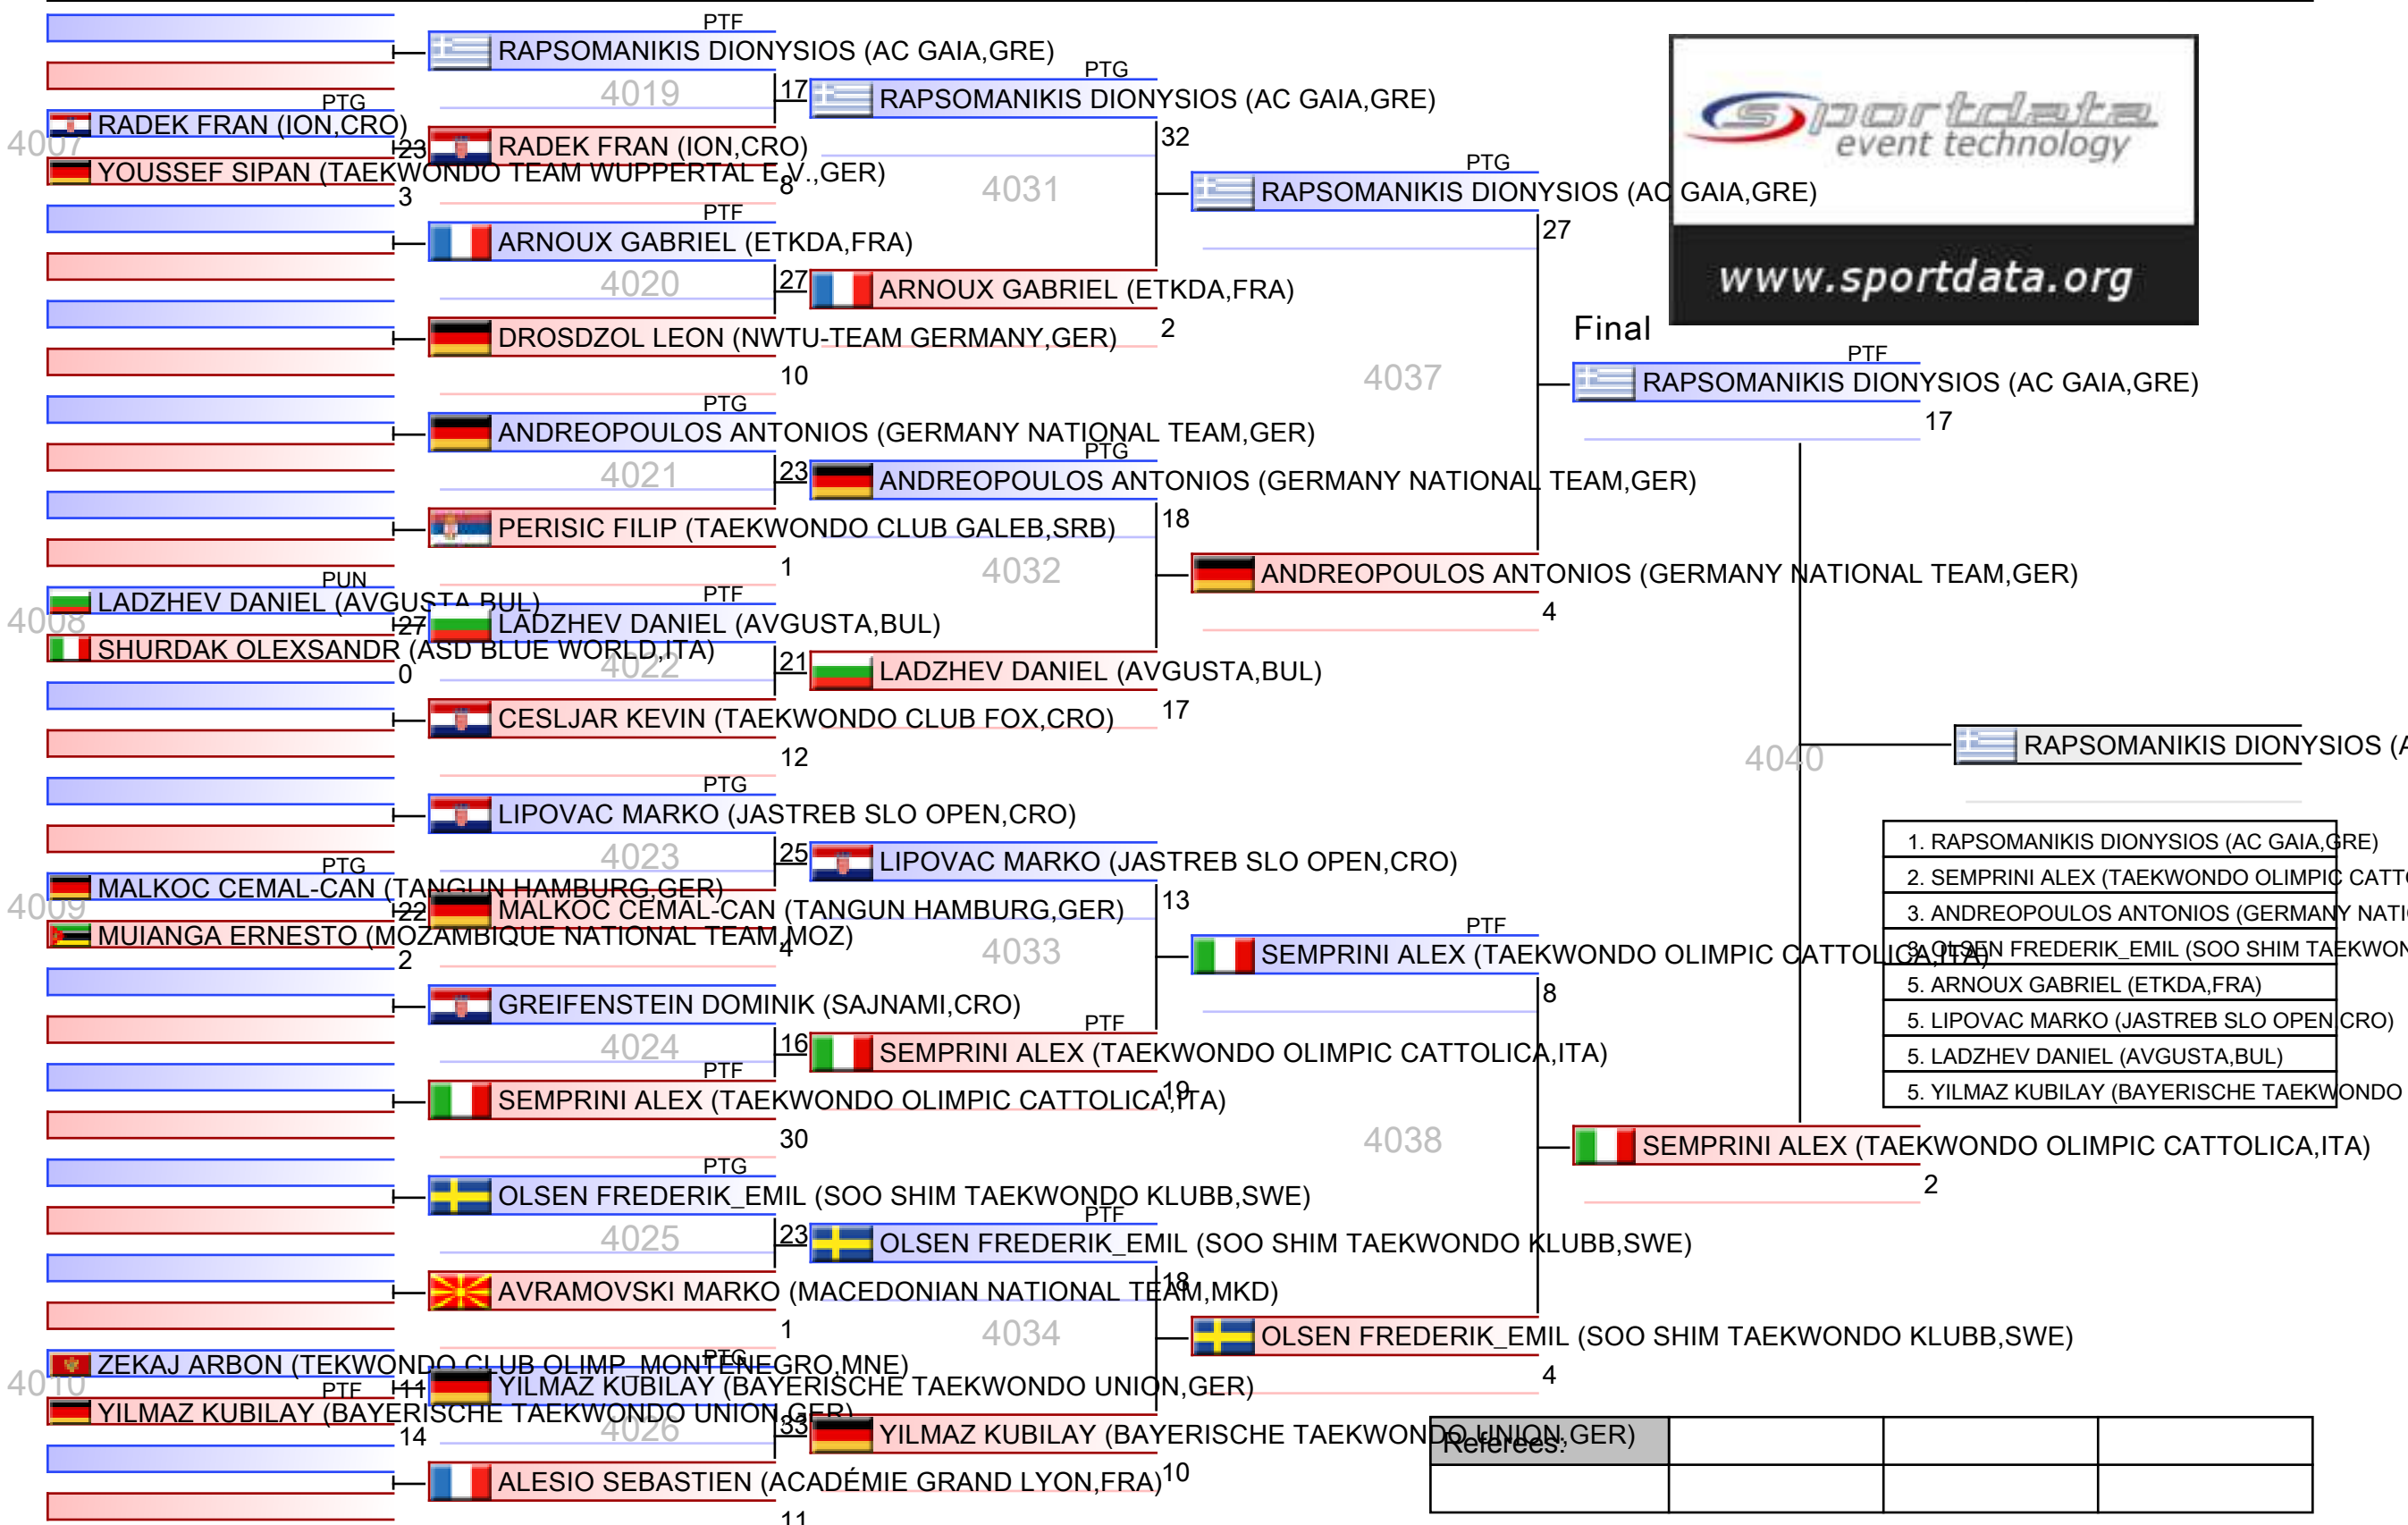 PTF
RAPSOMANIKIS DIONYSIOS (AC GAIA,GRE)
4019
17
PTG
RAPSOMANIKIS DIONYSIOS (AC GAIA,GRE)
32
PTG
RADEK FRAN (ION,CRO)
4007
23
RADEK FRAN (ION,CRO)
YOUSSEF SIPAN (TAEKWONDO TEAM WUPPERTAL E.V.,GER)
3
8
4031
PTG
RAPSOMANIKIS DIONYSIOS (AC GAIA,GRE)
27
sportdata
event technology
www.sportdata.org
PTF
ARNOUX GABRIEL (ETKDA,FRA)
4020
27
ARNOUX GABRIEL (ETKDA,FRA)
2
DROSDZOL LEON (NWTU-TEAM GERMANY,GER)
10
4037
Final
PTF
RAPSOMANIKIS DIONYSIOS (AC GAIA,GRE)
17
PTG
ANDREOPOULOS ANTONIOS (GERMANY NATIONAL TEAM,GER)
4021
23
PTG
ANDREOPOULOS ANTONIOS (GERMANY NATIONAL TEAM,GER)
18
PERISIC FILIP (TAEKWONDO CLUB GALEB,SRB)
1
4032
ANDREOPOULOS ANTONIOS (GERMANY NATIONAL TEAM,GER)
4
PUN
LADZHEV DANIEL (AVGUSTA,BUL)
4008
27
PTF
LADZHEV DANIEL (AVGUSTA,BUL)
SHURDAK OLEXSANDR (ASD BLUE WORLD,ITA)
0
4022
21
LADZHEV DANIEL (AVGUSTA,BUL)
17
CESLJAR KEVIN (TAEKWONDO CLUB FOX,CRO)
12
4040
RAPSOMANIKIS DIONYSIOS (A
PTG
LIPOVAC MARKO (JASTREB SLO OPEN,CRO)
4023
25
LIPOVAC MARKO (JASTREB SLO OPEN,CRO)
13
PTG
MALKOC CEMAL-CAN (TANGUN HAMBURG,GER)
4009
22
MALKOC CEMAL-CAN (TANGUN HAMBURG,GER)
MUIANGA ERNESTO (MOZAMBIQUE NATIONAL TEAM,MOZ)
2
4
4033
PTF
SEMPRINI ALEX (TAEKWONDO OLIMPIC CATTOLICA,ITA)
8
1. RAPSOMANIKIS DIONYSIOS (AC GAIA,GRE)
2. SEMPRINI ALEX (TAEKWONDO OLIMPIC CATT
3. ANDREOPOULOS ANTONIOS (GERMANY NATI
3. OLSEN FREDERIK_EMIL (SOO SHIM TAEKWON
5. ARNOUX GABRIEL (ETKDA,FRA)
5. LIPOVAC MARKO (JASTREB SLO OPEN,CRO)
5. LADZHEV DANIEL (AVGUSTA,BUL)
5. YILMAZ KUBILAY (BAYERISCHE TAEKWONDO
GREIFENSTEIN DOMINIK (SAJNAMI,CRO)
4024
16
PTF
SEMPRINI ALEX (TAEKWONDO OLIMPIC CATTOLICA,ITA)
19
PTF
SEMPRINI ALEX (TAEKWONDO OLIMPIC CATTOLICA,ITA)
30
4038
SEMPRINI ALEX (TAEKWONDO OLIMPIC CATTOLICA,ITA)
2
PTG
OLSEN FREDERIK_EMIL (SOO SHIM TAEKWONDO KLUBB,SWE)
4025
23
PTF
OLSEN FREDERIK_EMIL (SOO SHIM TAEKWONDO KLUBB,SWE)
18
AVRAMOVSKI MARKO (MACEDONIAN NATIONAL TEAM,MKD)
1
4034
OLSEN FREDERIK_EMIL (SOO SHIM TAEKWONDO KLUBB,SWE)
4
ZEKAJ ARBON (TEKWONDO CLUB OLIMP_MONTENEGRO,MNE)
4010
11
PTG
YILMAZ KUBILAY (BAYERISCHE TAEKWONDO UNION,GER)
PTF
YILMAZ KUBILAY (BAYERISCHE TAEKWONDO UNION,GER)
14
4026
33
YILMAZ KUBILAY (BAYERISCHE TAEKWONDO UNION,GER)
10
ALESIO SEBASTIEN (ACADÉMIE GRAND LYON,FRA)
11
Referees: